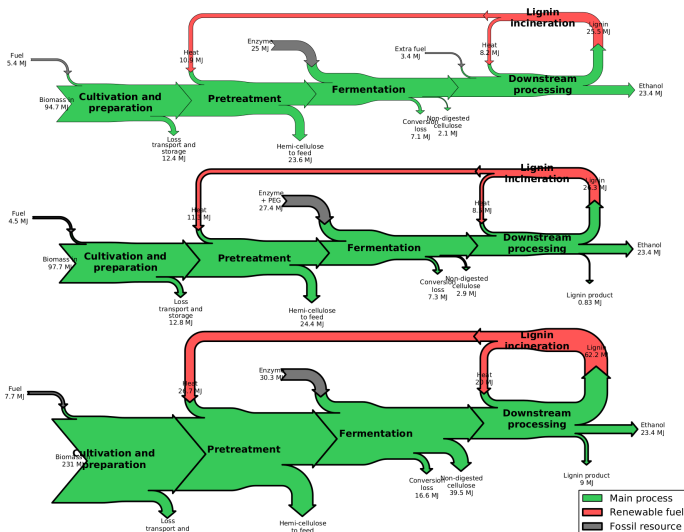 Lignin
incineration
Lignin
25.5 MJ
Fuel
5.4 MJ
Heat
10.9 MJ
Enzyme
25 MJ
Extra fuel
3.4 MJ
Heat
8.2 MJ
Biomass in
94.7 MJ
Cultivation and
preparation
Pretreatment
Fermentation
Downstream
processing
Ethanol
23.4 MJ
Loss
transport and
storage
12.4 MJ
Hemi-cellulose
to feed
23.6 MJ
Conversion
loss
7.1 MJ
Non-digested
cellulose
2.1 MJ
Lignin
incineration
Lignin
26.3 MJ
Fuel
4.5 MJ
Heat
MJ
Enzyme
+ PEG
27.4 MJ
Heat
MJ
Biomass in
97.7 MJ
Cultivation and
preparation
Pretreatment
Fermentation
Downstream
processing
Ethanol
23.4 MJ
Loss
transport and
storage
12.8 MJ
Hemi-cellulose
to feed
24.4 MJ
Conversion
loss
7.3 MJ
Non-digested
cellulose
2.9 MJ
Lignin product
0.83 MJ
Lignin
incineration
Lignin
62.2 MJ
Fuel
7.7 MJ
Heat
26.7 MJ
Enzyme
30.3 MJ
Heat
20 MJ
Biomass
231 MJ
Cultivation and
preparation
Pretreatment
Fermentation
Downstream
processing
Ethanol
23.4 MJ
Loss
transport and
Hemi-cellulose
to feed
Conversion
loss
16.6 MJ
Non-digested
cellulose
39.5 MJ
Lignin product
9 MJ
Main process
Renewable fuel
Fossil resource